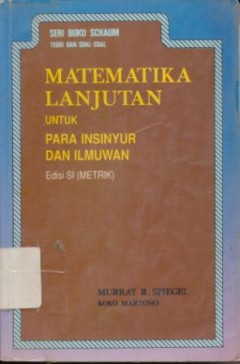 SERI BUKU SCHAUM
TEORI DAN SOAL-SOAL
MATEMATIKA
LANJUTAN
UNTUK
PARA INSINYUR
DAN ILMUWAN
Edisi SI (METRIK)
MURRAY R. SPIEGEL
KOKO MARTONO